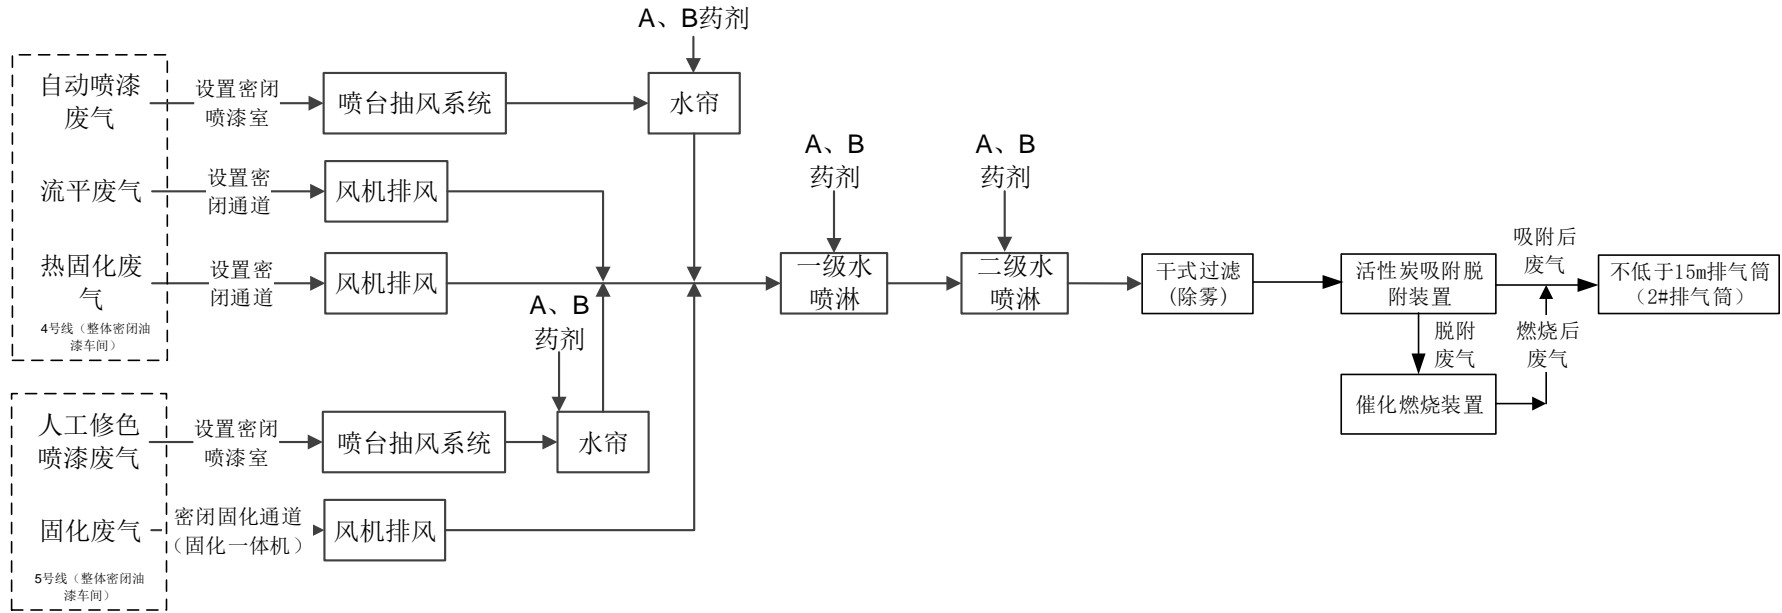 A、B药剂
自动喷漆
废气
设置密闭
喷漆室
喷台抽风系统
水帘
流平废气
设置密
闭通道
风机排风
热固化废
气
设置密
闭通道
风机排风
4号线（整体密闭油
漆车间）
A、B
药剂
A、B
药剂
一级水
喷淋
二级水
喷淋
干式过滤
(除雾)
活性炭吸附脱
附装置
吸附后
废气
不低于15m排气筒
（2#排气筒）
脱附
废气
燃烧后
废气
催化燃烧装置
A、B
药剂
人工修色
喷漆废气
设置密闭
喷漆室
喷台抽风系统
水帘
固化废气
密闭固化通道
（固化一体机）
风机排风
5号线（整体密闭油
漆车间）